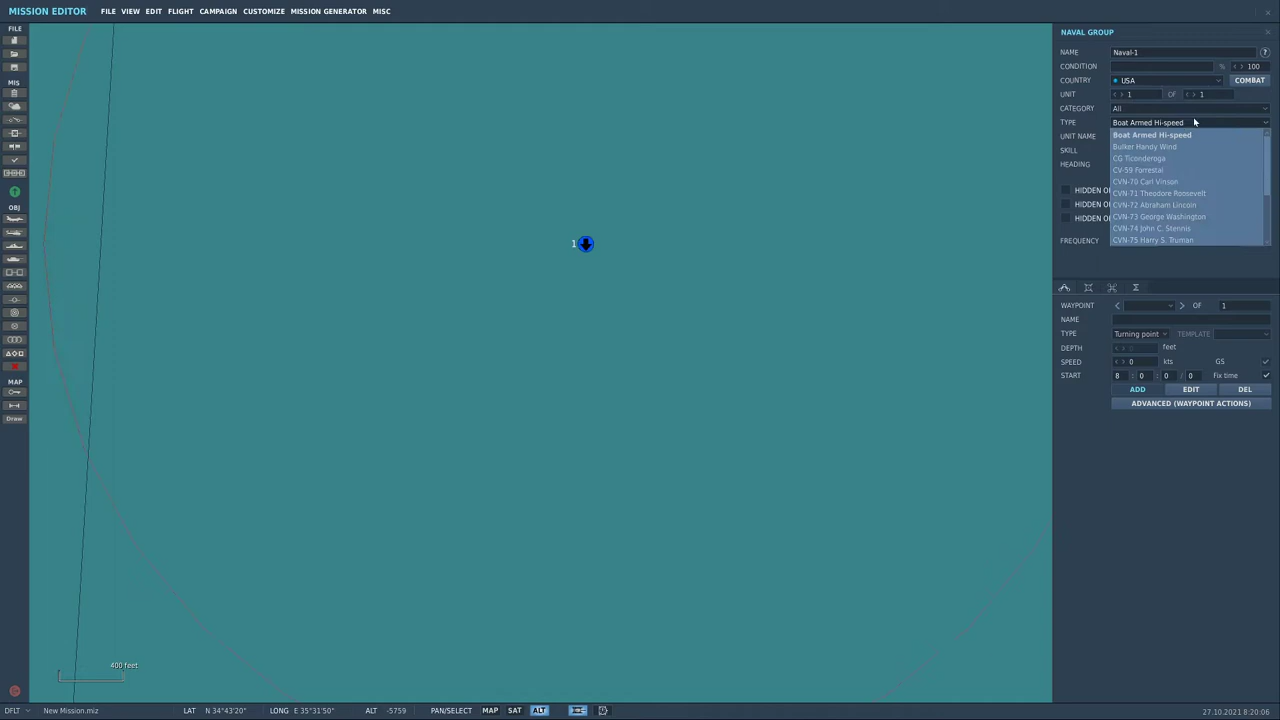 MISSION EDITOR FILE VIEW EDIT FLIGHT CAMPAIGN CUSTOMIZE MISSION GENERATOR MISC
FILE
MIS
OBJ
MAP
Draw
1
400 feet
NAVAL GROUP
NAME Naval-1 ?
CONDITION % < > 100
COUNTRY USA COMBAT
UNIT < > 1 OF < > 1
CATEGORY All
TYPE Boat Armed Hi-speed
UNIT NAME
SKILL
HEADING
Boat Armed Hi-speed
Bulker Handy Wind
CG Ticonderoga
CV-59 Forrestal
CVN-70 Carl Vinson
CVN-71 Theodore Roosevelt
CVN-72 Abraham Lincoln
CVN-73 George Washington
CVN-74 John C. Stennis
CVN-75 Harry S. Truman
HIDDEN O
HIDDEN O
HIDDEN O
FREQUENCY
WAYPOINT < > OF 1
NAME
TYPE Turning point TEMPLATE
DEPTH < > feet
SPEED < > 0 kts GS
START 8 : 0 : 0 / 0 Fix time
ADD EDIT DEL
ADVANCED (WAYPOINT ACTIONS)
DFLT New Mission.miz LAT N 34°43'20" LONG E 35°31'50" ALT -5759 PAN/SELECT MAP SAT ALT 27.10.2021 8:20:06